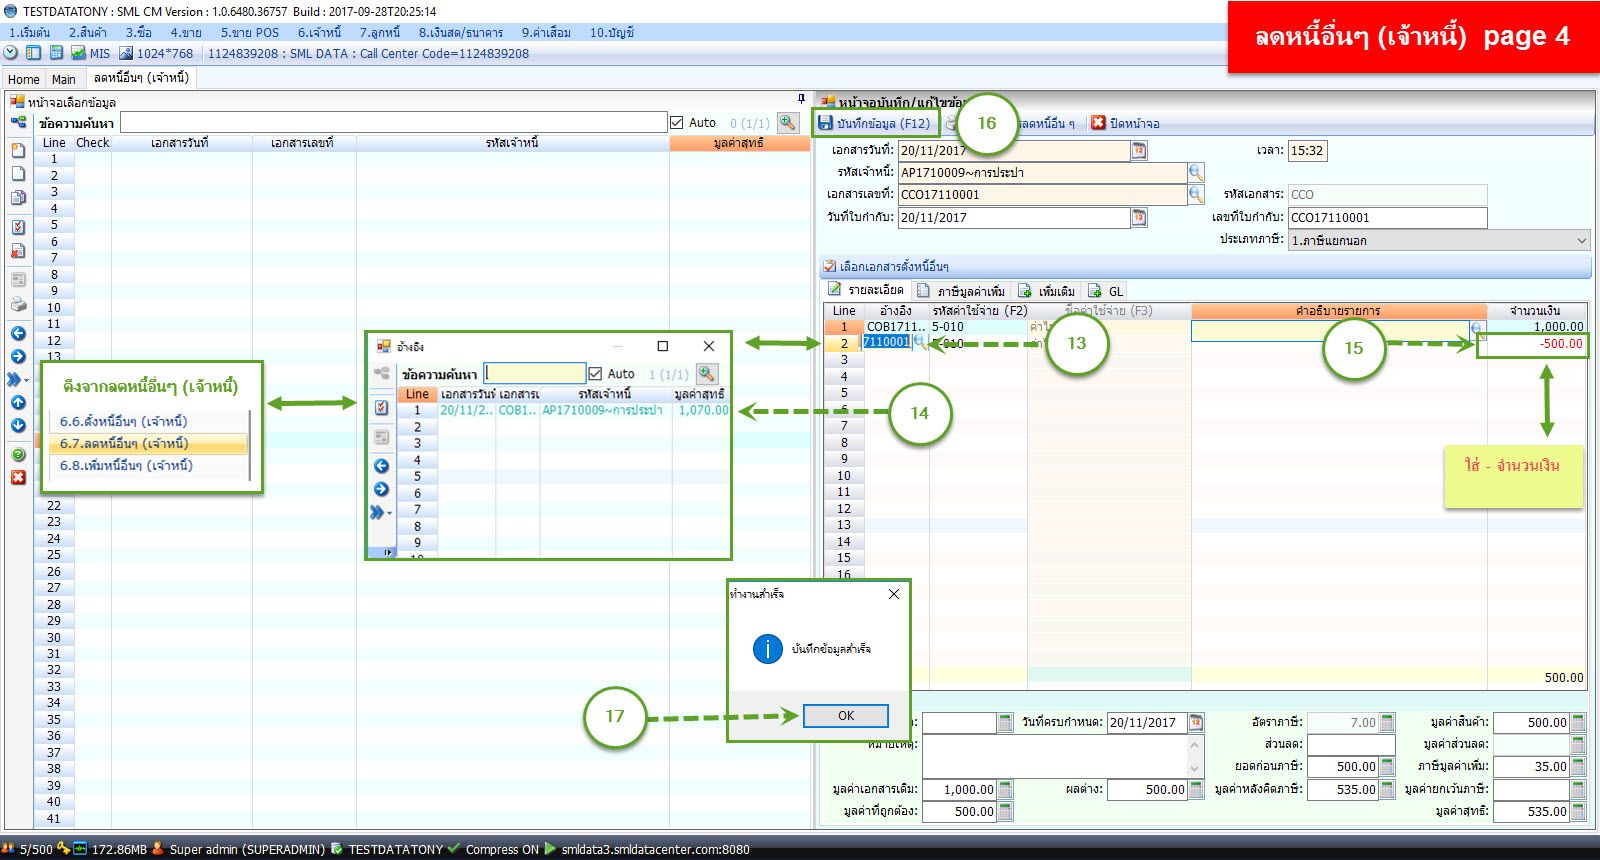 TESTDATATONY : SML CM Version : 1.0.6480.36757 Build : 2017-09-28T20:25:14
ลดหนี้อื่นๆ (เจ้าหนี้) page 4
1.เริ่มต้น 2.สินค้า 3.ซื้อ 4.ขาย 5.ขาย POS 6.เจ้าหนี้ 7.ลูกหนี้ 8.เงินสด/ธนาคาร 9.ค่าเสื่อม 10.บัญชี
MIS 1024*768 1124839208 : SML DATA : Call Center Code=1124839208
Home Main ลดหนี้อื่นๆ (เจ้าหนี้)
หน้าจอเลือกข้อมูล
ข้อความค้นหา Auto 0 (1/1)
Line Check เอกสารวันที่ เอกสารเลขที่ รหัสเจ้าหนี้ มูลค่าสุทธิ
1
2
3
4
5
6
7
8
9
10
11
12
13
22
23
24
25
26
27
28
29
30
31
32
33
34
35
36
37
38
39
40
41
ดึงจากลดหนี้อื่นๆ (เจ้าหนี้)
6.6.ตั้งหนี้อื่นๆ (เจ้าหนี้)
6.7.ลดหนี้อื่นๆ (เจ้าหนี้)
6.8.เพิ่มหนี้อื่นๆ (เจ้าหนี้)
อ้างอิง
ข้อความค้นหา Auto 1 (1/1)
Line เอกสารวันที่ เอกสารเ รหัสเจ้าหนี้ มูลค่าสุทธิ
1 20/11/2.. COB1.. AP1710009~การประปา 1,070.00
2
3
4
5
6
7
8
9
14
หน้าจอบันทึก/แก้ไขข้อ
บันทึกข้อมูล (F12) 16 ลดหนี้อื่น ๆ ปิดหน้าจอ
เอกสารวันที่: 20/11/2017 เวลา: 15:32
รหัสเจ้าหนี้: AP1710009~การประปา
เอกสารเลขที่: CCO17110001 รหัสเอกสาร: CCO
วันที่ใบกำกับ: 20/11/2017 เลขที่ใบกำกับ: CCO17110001
ประเภทภาษี: 1.ภาษีแยกนอก
เลือกเอกสารตั้งหนี้อื่นๆ
รายละเอียด ภาษีมูลค่าเพิ่ม เพิ่มเติม GL
Line อ้างอิง รหัสค่าใช้จ่าย (F2) ชื่อค่าใช้จ่าย (F3) คำอธิบายรายการ จำนวนเงิน
1 COB1711.. 5-010 1,000.00
2 7110001 5-010 -500.00
13
15
3
4
5
6
7
8
9
10
11
12
13
14
15
16
ใส่ - จำนวนเงิน
500.00
ทำงานสำเร็จ
บันทึกข้อมูลสำเร็จ
OK
17
วันที่ครบกำหนด: 20/11/2017 อัตราภาษี: 7.00 มูลค่าสินค้า: 500.00
หมายเหตุ: ส่วนลด: มูลค่าส่วนลด:
ยอดก่อนภาษี: 500.00 ภาษีมูลค่าเพิ่ม: 35.00
มูลค่าเอกสารเดิม: 1,000.00 ผลต่าง: 500.00 มูลค่าหลังคิดภาษี: 535.00 มูลค่ายกเว้นภาษี:
มูลค่าที่ถูกต้อง: 500.00 มูลค่าสุทธิ: 535.00
5/500 172.86MB Super admin (SUPERADMIN) TESTDATATONY Compress ON smldata3.smldatacenter.com:8080